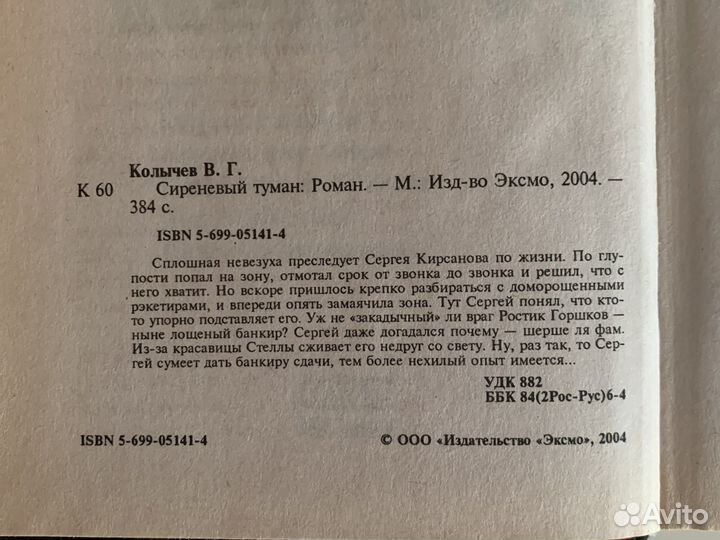 Колычев В. Г.
К 60 Сиреневый туман: Роман. — М.: Изд-во Эксмо, 2004. —
384 с.
ISBN 5-699-05141-4
Сплошная невезуха преследует Сергея Кирсанова по жизни. По глу-
пости попал на зону, отмотал срок от звонка до звонка и решил, что с
него хватит. Но вскоре пришлось крепко разбираться с доморощенными
рэкетирами, и впереди опять замаячила зона. Тут Сергей понял, что кто-
то упорно подставляет его. Уж не «закадычный» ли враг Ростик Горшков —
ныне лощеный банкир? Сергей даже догадался почему — шерше ля фам.
Из-за красавицы Стеллы сживает его недруг со свету. Ну, раз так, то Сер-
гей сумеет дать банкиру сдачи, тем более нехилый опыт имеется...
УДК 882
ББК 84(2Рос-Рус)6-4
ISBN 5-699-05141-4 © ООО «Издательство «Эксмо», 2004
Avito